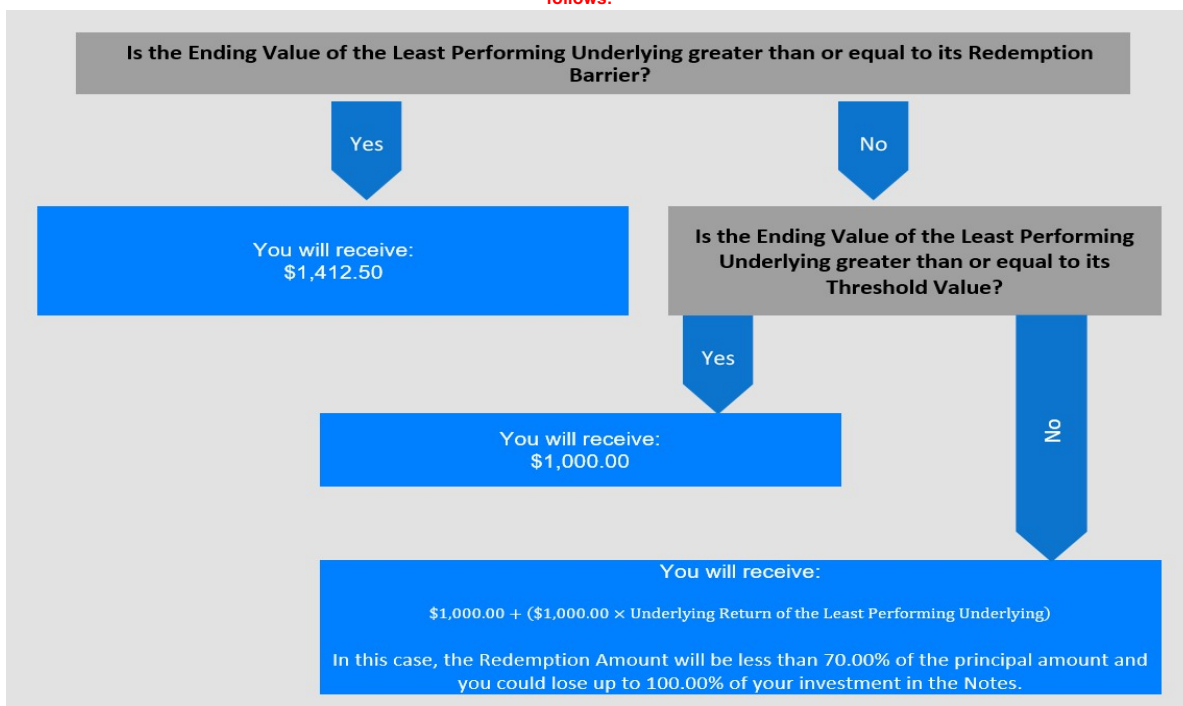 follows:
Is the Ending Value of the Least Performing Underlying greater than or equal to its Redemption
Barrier?
Yes
No
You will receive:
$1,412.50
Is the Ending Value of the Least Performing
Underlying greater than or equal to its
Threshold Value?
Yes
No
You will receive:
$1,000.00
You will receive:
$1,000.00 + ($1,000.00 × Underlying Return of the Least Performing Underlying)
In this case, the Redemption Amount will be less than 70.00% of the principal amount and
you could lose up to 100.00% of your investment in the Notes.